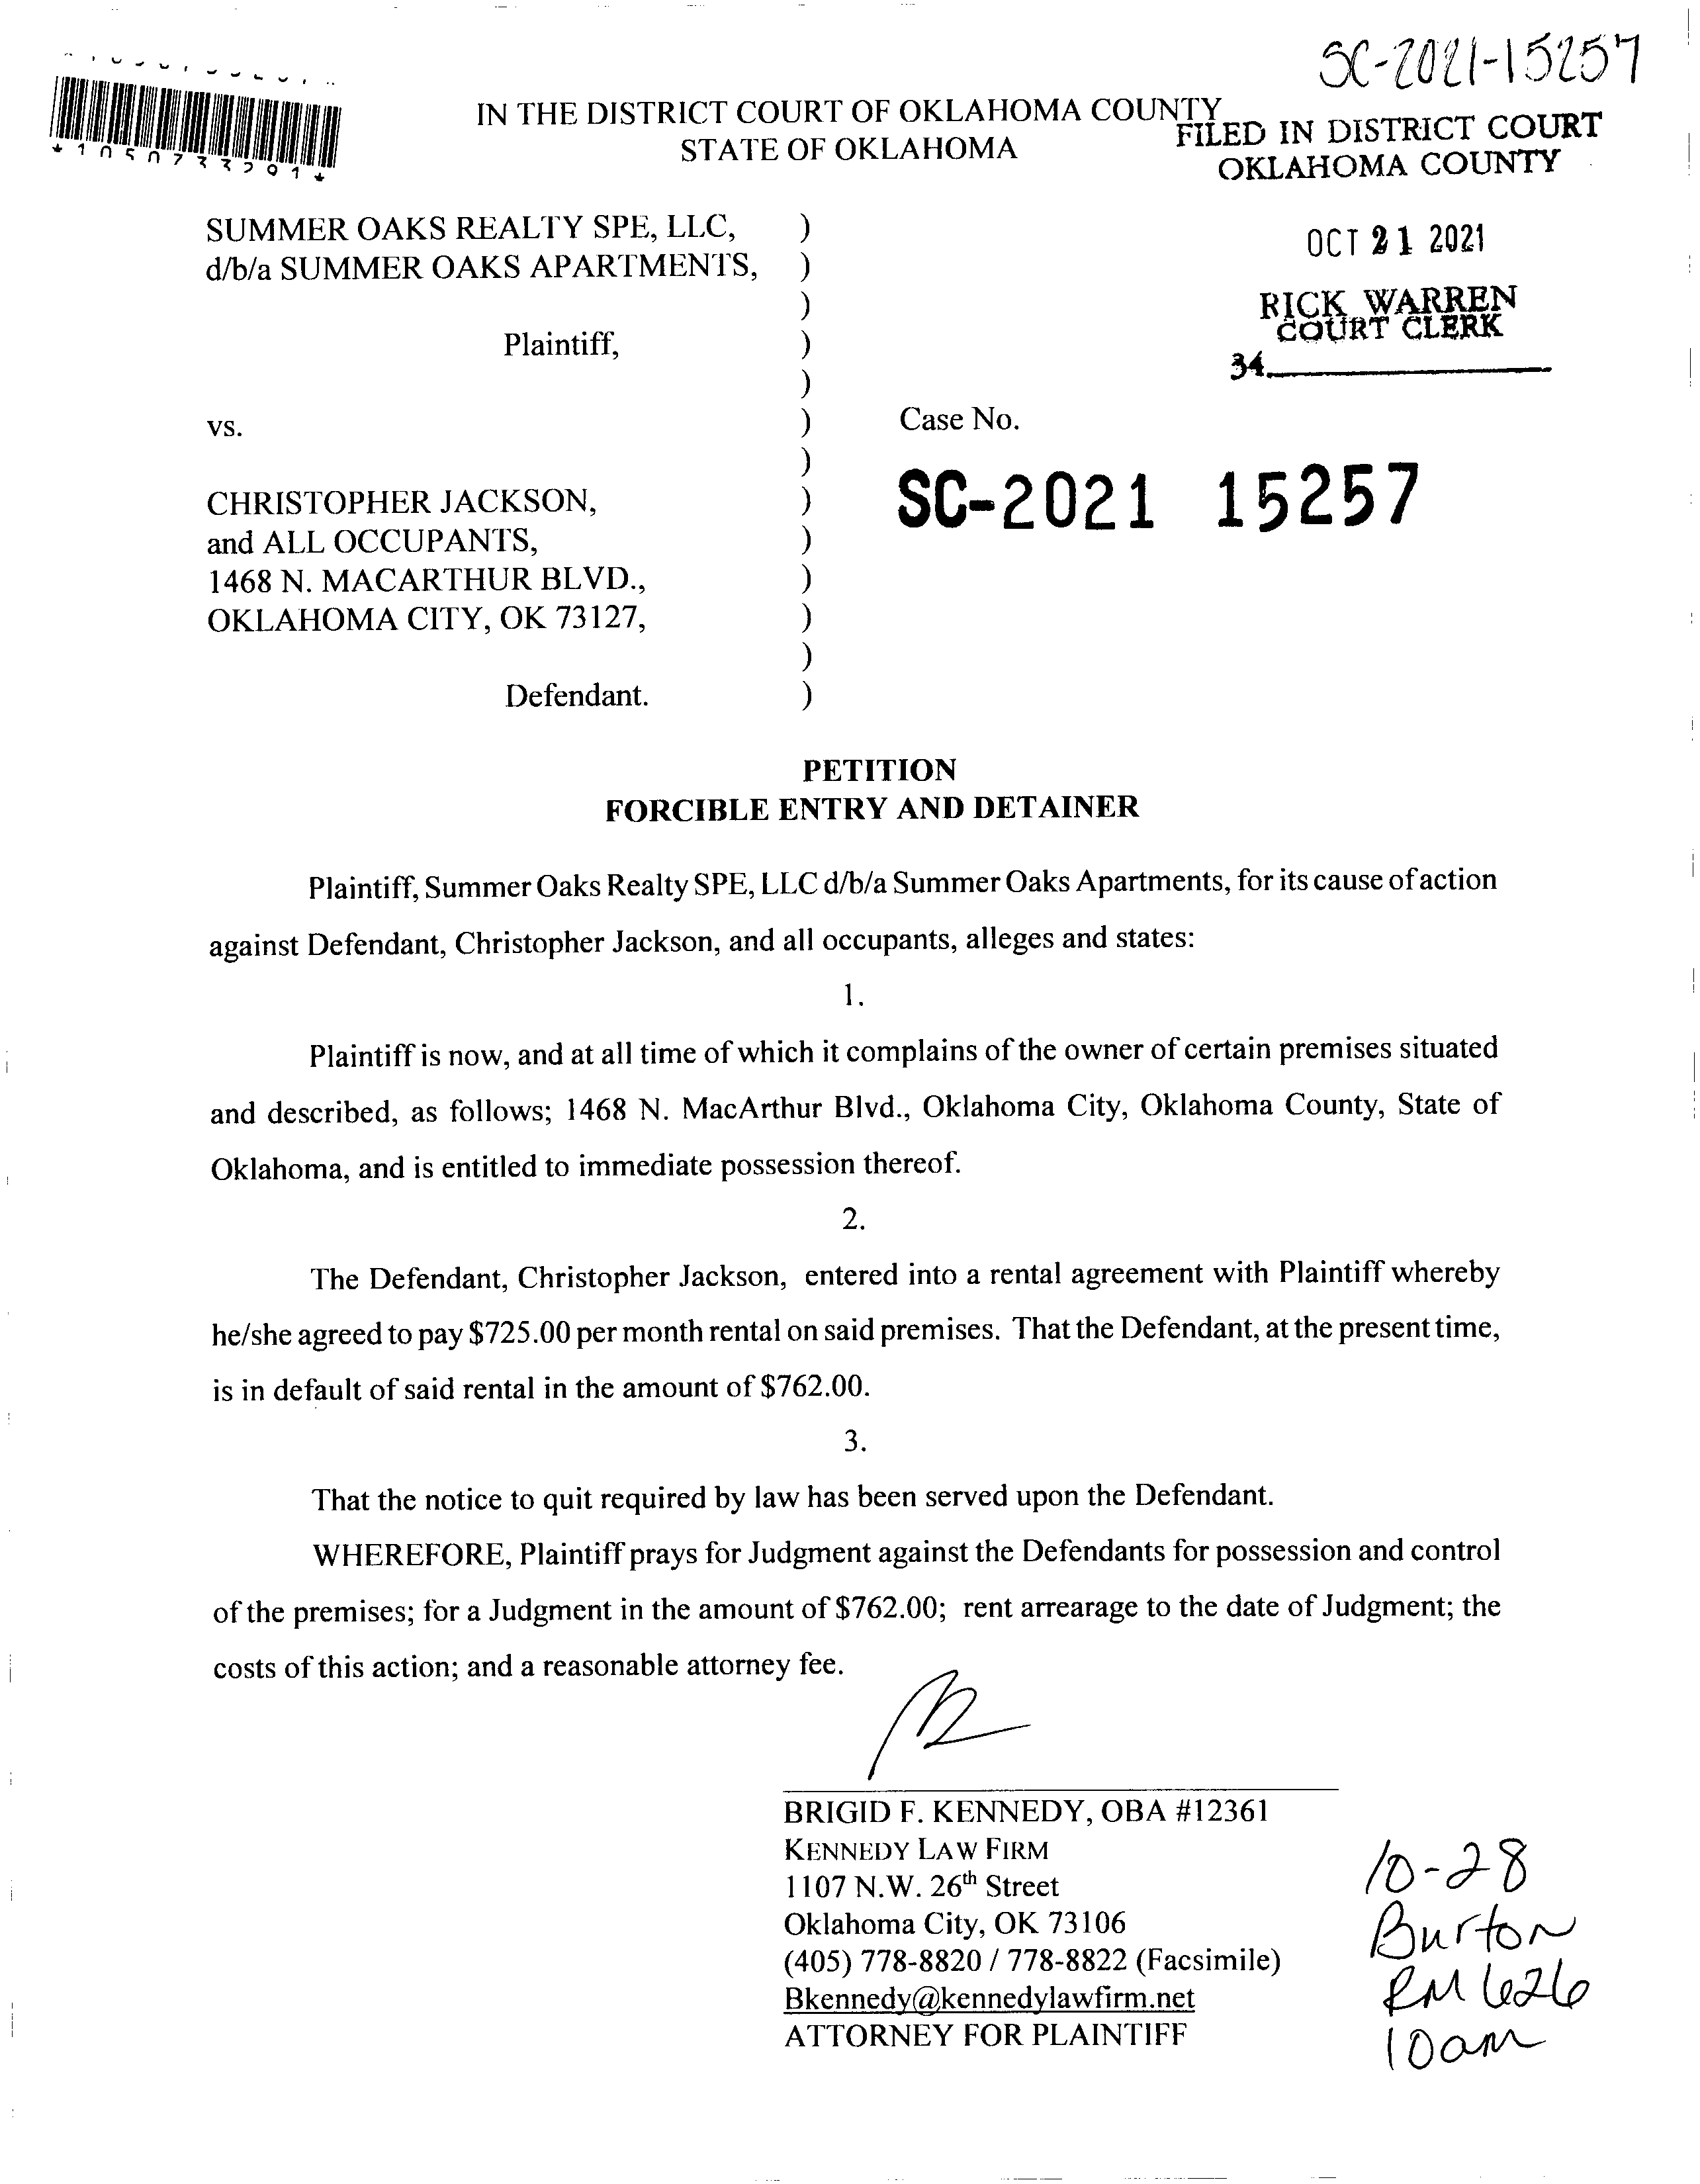 SC-2021-15257
*1050733291*
IN THE DISTRICT COURT OF OKLAHOMA COUNTY
STATE OF OKLAHOMA
FILED IN DISTRICT COURT
OKLAHOMA COUNTY
OCT 21 2021
RICK WARREN
COURT CLERK
34
SUMMER OAKS REALTY SPE, LLC, )
d/b/a SUMMER OAKS APARTMENTS, )
)
Plaintiff, )
)
vs. )
)
CHRISTOPHER JACKSON, )
and ALL OCCUPANTS, )
1468 N. MACARTHUR BLVD., )
OKLAHOMA CITY, OK 73127, )
)
Defendant. )
Case No.
SC-2021 15257
PETITION
FORCIBLE ENTRY AND DETAINER
Plaintiff, Summer Oaks Realty SPE, LLC d/b/a Summer Oaks Apartments, for its cause of action
against Defendant, Christopher Jackson, and all occupants, alleges and states:
1.
Plaintiff is now, and at all time of which it complains of the owner of certain premises situated
and described, as follows; 1468 N. MacArthur Blvd., Oklahoma City, Oklahoma County, State of
Oklahoma, and is entitled to immediate possession thereof.
2.
The Defendant, Christopher Jackson, entered into a rental agreement with Plaintiff whereby
he/she agreed to pay $725.00 per month rental on said premises. That the Defendant, at the present time,
is in default of said rental in the amount of $762.00.
3.
That the notice to quit required by law has been served upon the Defendant.
WHEREFORE, Plaintiff prays for Judgment against the Defendants for possession and control
of the premises; for a Judgment in the amount of $762.00; rent arrearage to the date of Judgment; the
costs of this action; and a reasonable attorney fee.
BRIGID F. KENNEDY, OBA #12361
KENNEDY LAW FIRM
1107 N.W. 26th Street
Oklahoma City, OK 73106
(405) 778-8820 / 778-8822 (Facsimile)
Bkennedy@kennedylawfirm.net
ATTORNEY FOR PLAINTIFF
10-28
Burton
RM 626
10am